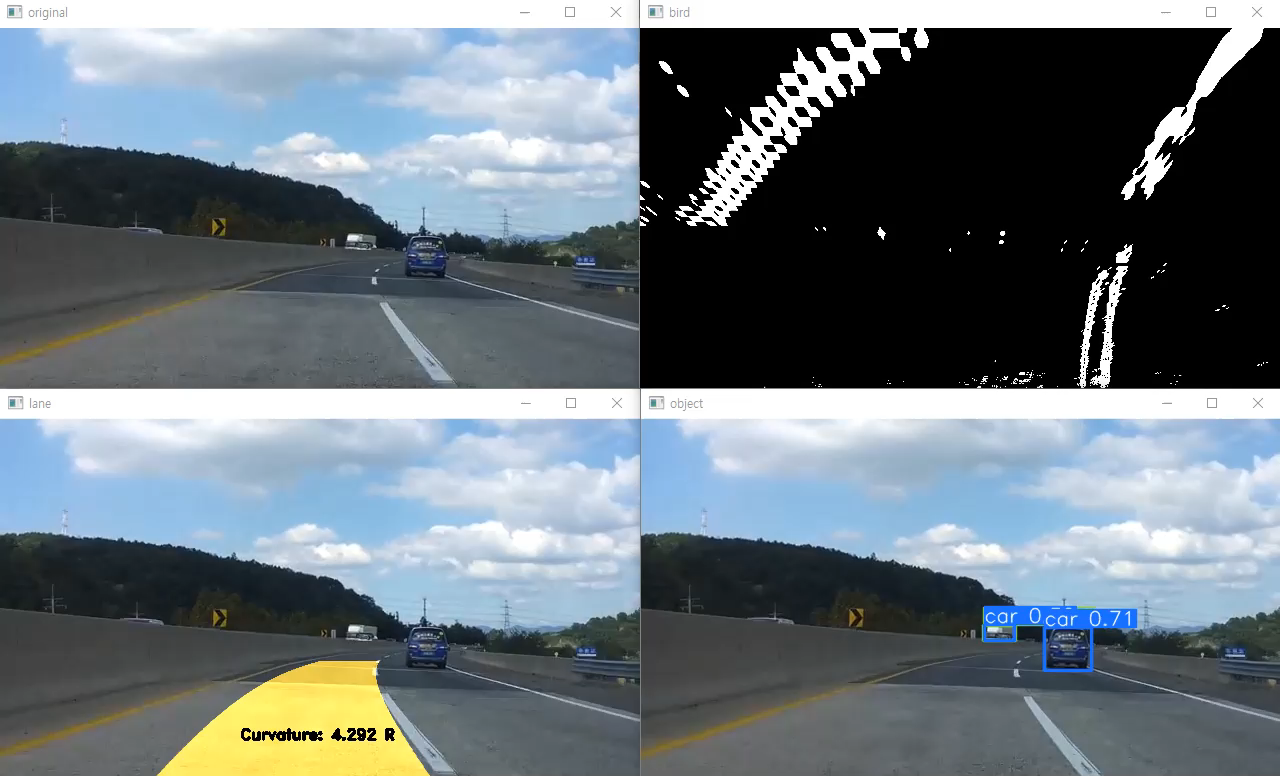 original
bird
lane
object
Curvature: 4.292 R
car 0
car 0.71